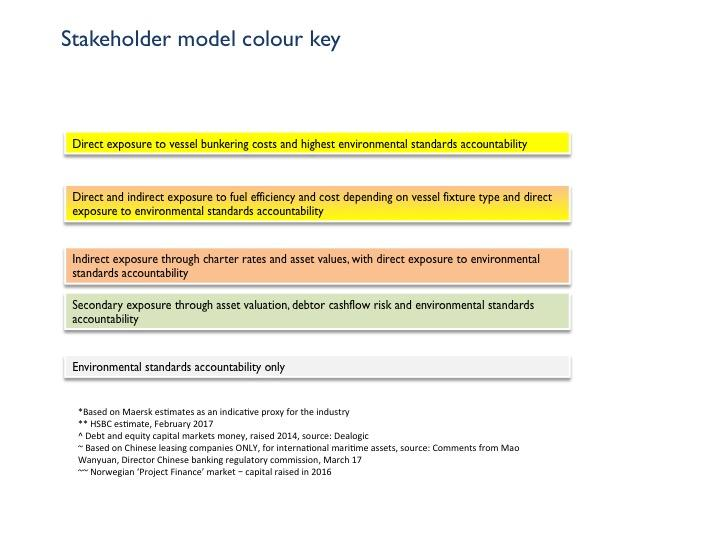 Stakeholder model colour key
Direct exposure to vessel bunkering costs and highest environmental standards accountability
Direct and indirect exposure to fuel efficiency and cost depending on vessel fixture type and direct
exposure to environmental standards accountability
Indirect exposure through charter rates and asset values, with direct exposure to environmental
standards accountability
Secondary exposure through asset valuation, debtor cashflow risk and environmental standards
accountability
Environmental standards accountability only
*Based on Maersk estimates as an indicative proxy for the industry
** HSBC estimate, February 2017
^ Debt and equity capital markets money, raised 2014, source: Dealogic
~ Based on Chinese leasing companies ONLY, for international maritime assets, source: Comments from Mao
Wanyuan, Director Chinese banking regulatory commission, March 17
~~ Norwegian ‘Project Finance’ market – capital raised in 2016